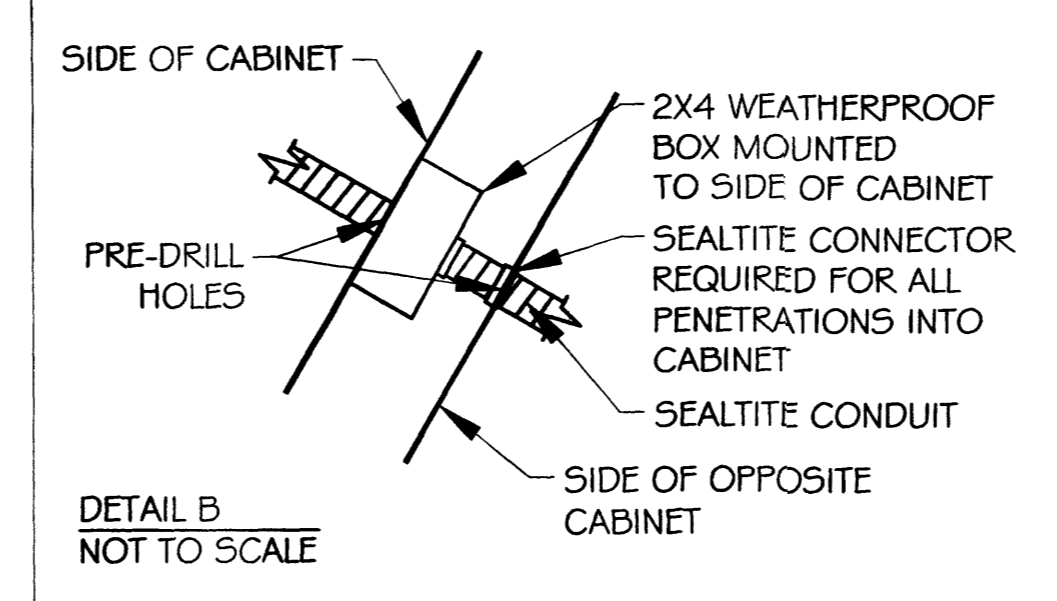 SIDE OF CABINET
2X4 WEATHERPROOF
BOX MOUNTED
TO SIDE OF CABINET
PRE-DRILL
HOLES
SEALTITE CONNECTOR
REQUIRED FOR ALL
PENETRATIONS INTO
CABINET
SEALTITE CONDUIT
SIDE OF OPPOSITE
CABINET
DETAIL B
NOT TO SCALE